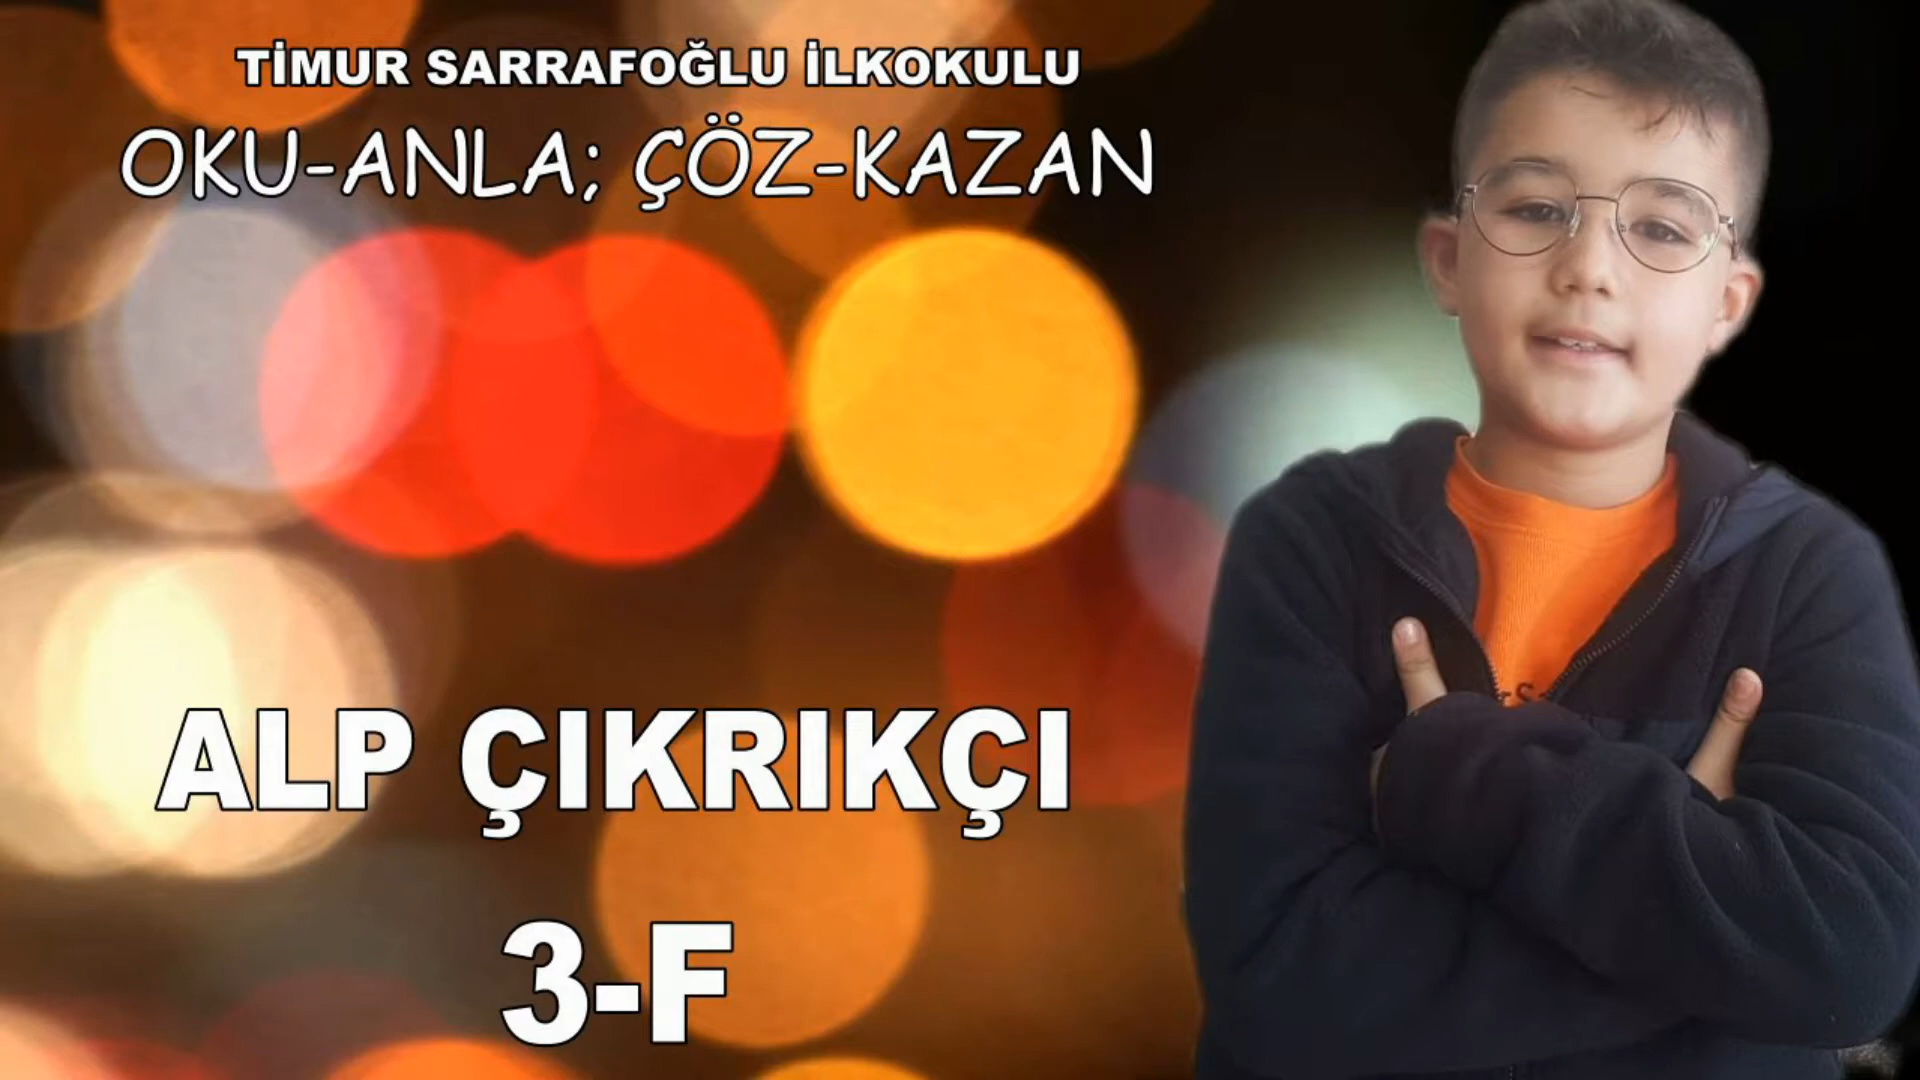 TİMUR SARRAFOĞLU İLKOKULU
OKU-ANLA; ÇÖZ-KAZAN
ALP ÇIKRIKÇI
3-F